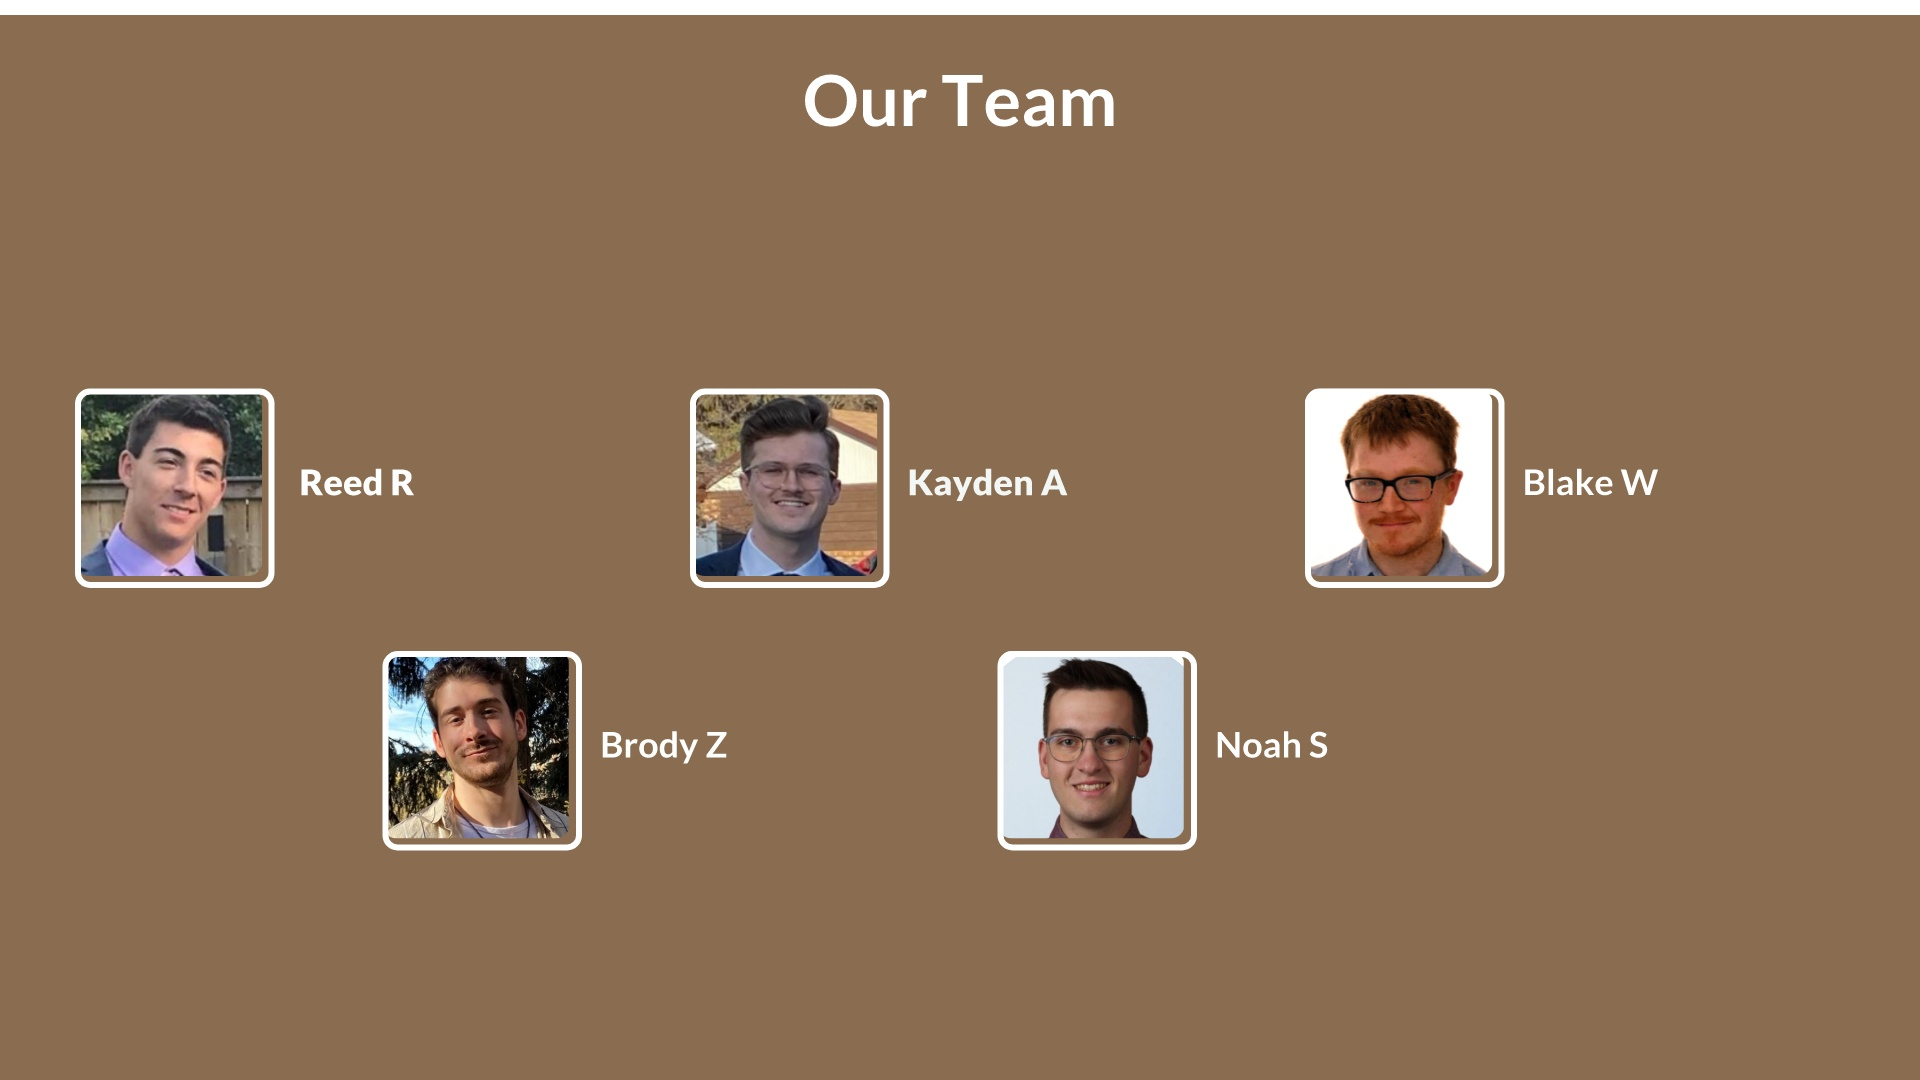 Our Team
Reed R
Kayden A
Blake W
Brody Z
Noah S